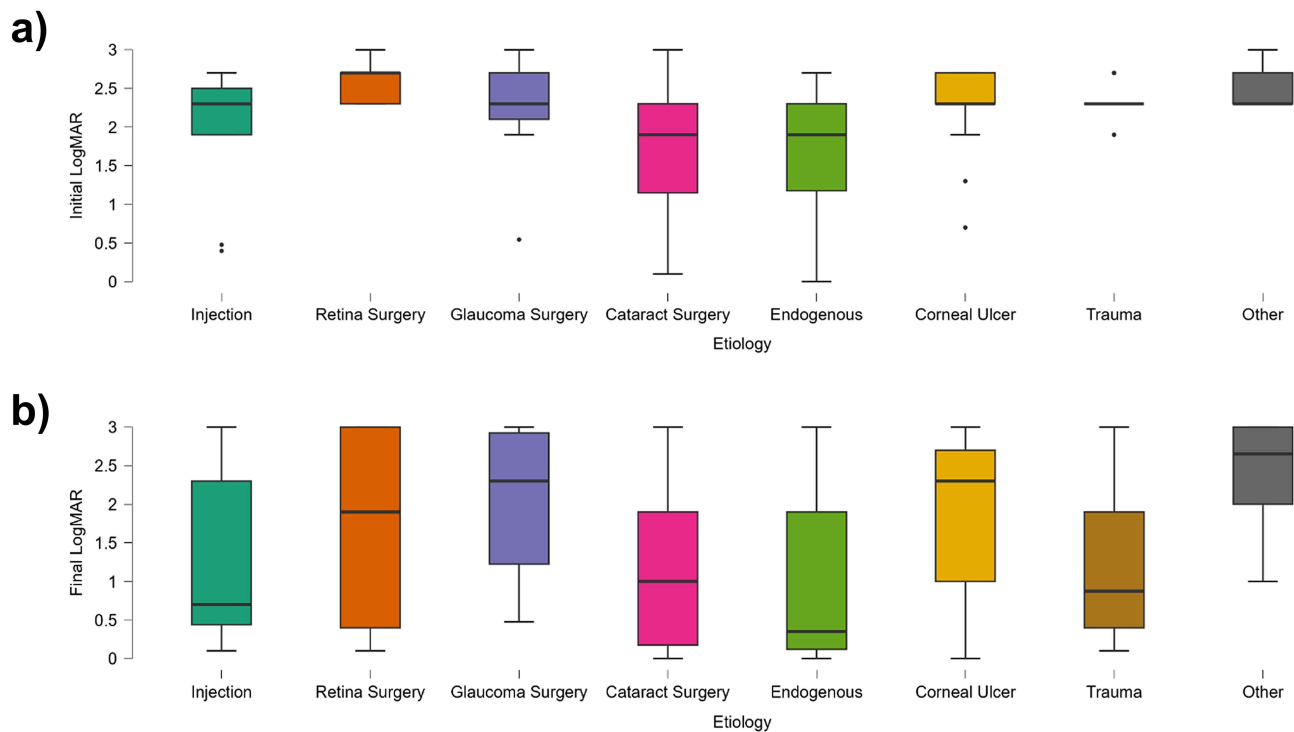 a)
3
2.5
2
1.5
1
0.5
0
Initial LogMAR
Injection Retina Surgery Glaucoma Surgery Cataract Surgery Endogenous Corneal Ulcer Trauma Other
Etiology
b)
3
2.5
2
1.5
1
0.5
0
Final LogMAR
Injection Retina Surgery Glaucoma Surgery Cataract Surgery Endogenous Corneal Ulcer Trauma Other
Etiology